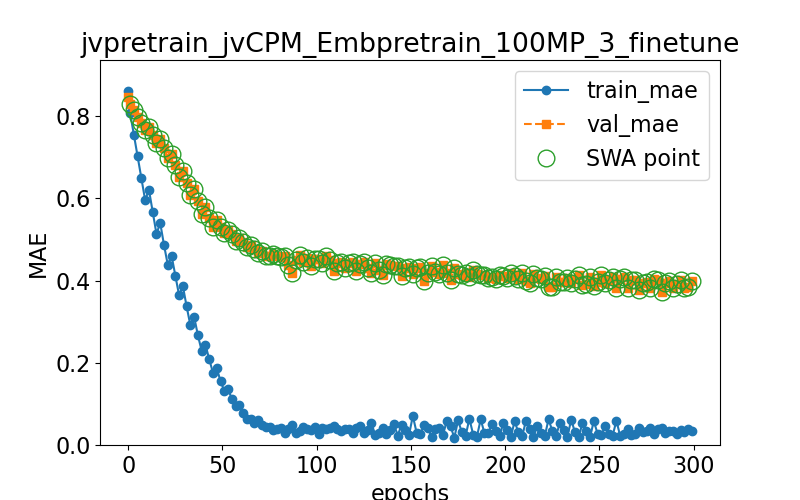 jvpretrain_jvCPM_Embpretrain_100MP_3_finetune
train_mae
val_mae
SWA point
MAE
0.8
0.6
0.4
0.2
0.0
0 50 100 150 200 250 300
epochs